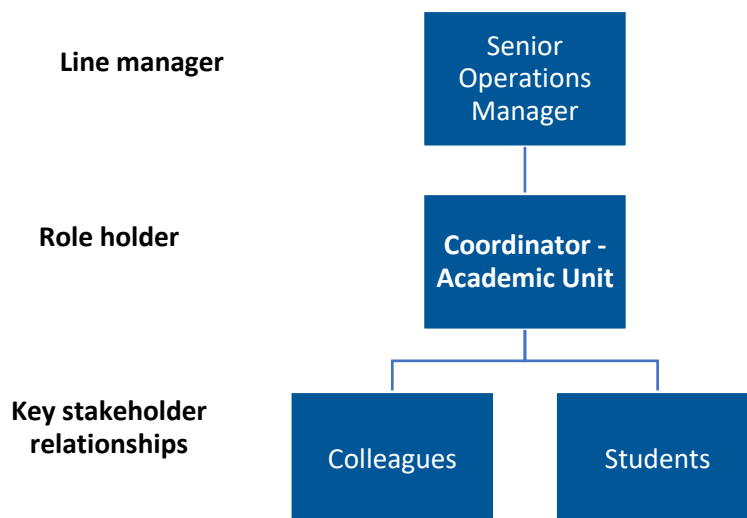 Line manager
Senior
Operations
Manager
Role holder
Coordinator -
Academic Unit
Key stakeholder
relationships
Colleagues
Students